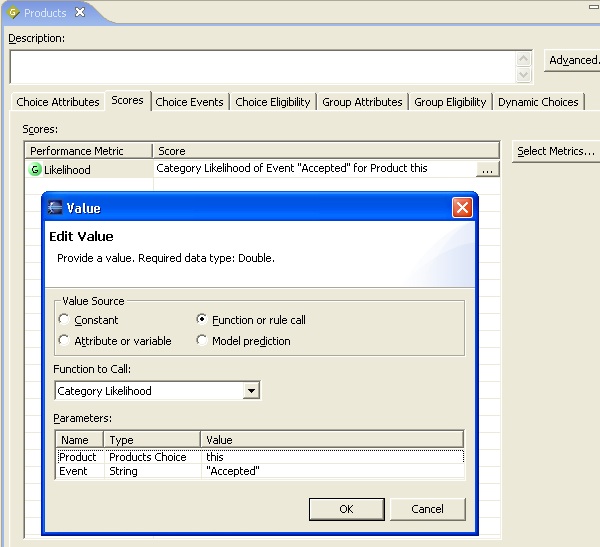 Products
Description:
Advanced.
Choice Attributes Scores Choice Events Choice Eligibility Group Attributes Group Eligibility Dynamic Choices
Scores:
Performance Metric Score
Select Metrics...
G Likelihood Category Likelihood of Event "Accepted" for Product this ...
Value
Edit Value
Provide a value. Required data type: Double.
Value Source
Constant Function or rule call
Attribute or variable Model prediction
Function to Call:
Category Likelihood
Parameters:
Name Type Value
Product Products Choice this
Event String "Accepted"
OK Cancel